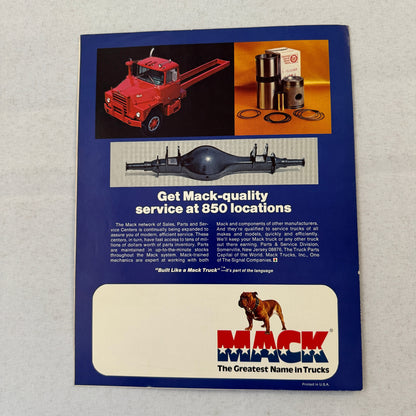 Get Mack-quality
service at 850 locations
The Mack network of Sales, Parts and Ser-
vice Centers is continually being expanded to
assure you of modern, efficient service. These
centers, in turn, have fast access to tens of mil-
lions of dollars worth of parts inventory. Parts
are maintained in up-to-the-minute stocks
throughout the Mack system. Mack-trained
mechanics are expert at working with both
Mack and components of other manufacturers.
And they're qualified to service trucks of all
makes and models, quickly and efficiently.
We'll keep your Mack truck or any other truck
out there earning. Parts & Service Division,
Somerville, New Jersey 08876, The Truck Parts
Capital of the World. Mack Trucks, Inc., One
of The Signal Companies.
"Built Like a Mack Truck"—it's part of the language
MACK®
The Greatest Name in Trucks
Printed in U.S.A.